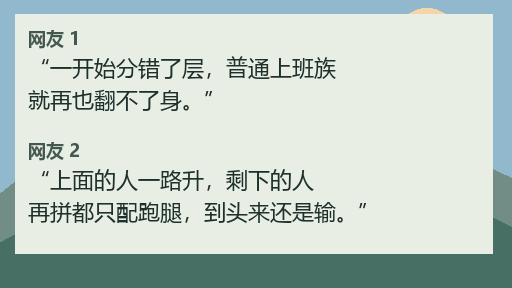 网友 1
“一开始分错了层，普通上班族
就再也翻不了身。”
网友 2
“上面的人一路升，剩下的人
再拼都只配跑腿，到头来还是输。”